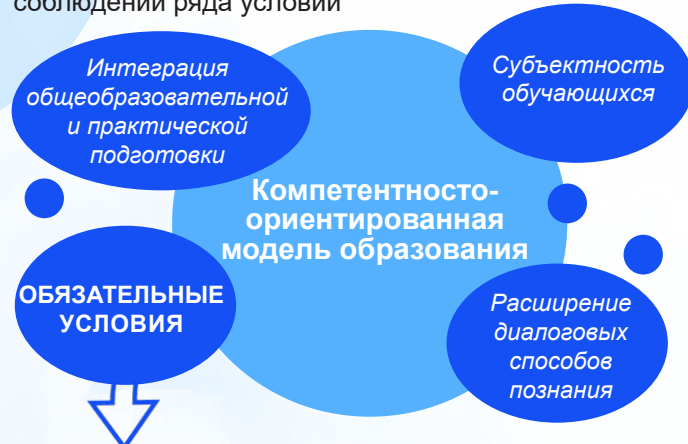 соблюдении ряда условий
Интеграция
общеобразовательной
и практической
подготовки
Субъектность
обучающихся
Компетентносто-
ориентированная
модель образования
ОБЯЗАТЕЛЬНЫЕ
УСЛОВИЯ
Расширение
диалоговых
способов
познания